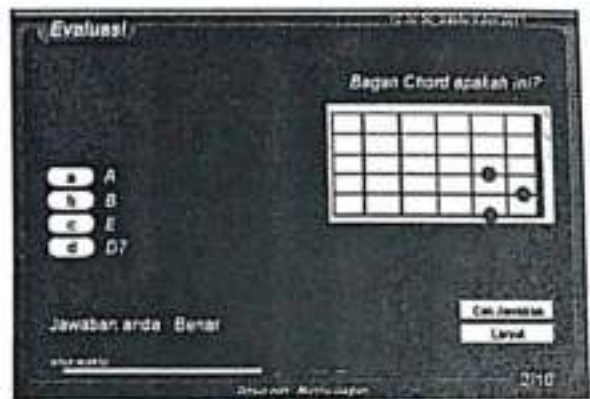 Evaluasi
Bagan Chord apakah ini?
a A
b B
c E
d D7
Jawaban anda Benar
Cek Jawaban
Lanjut
2/10